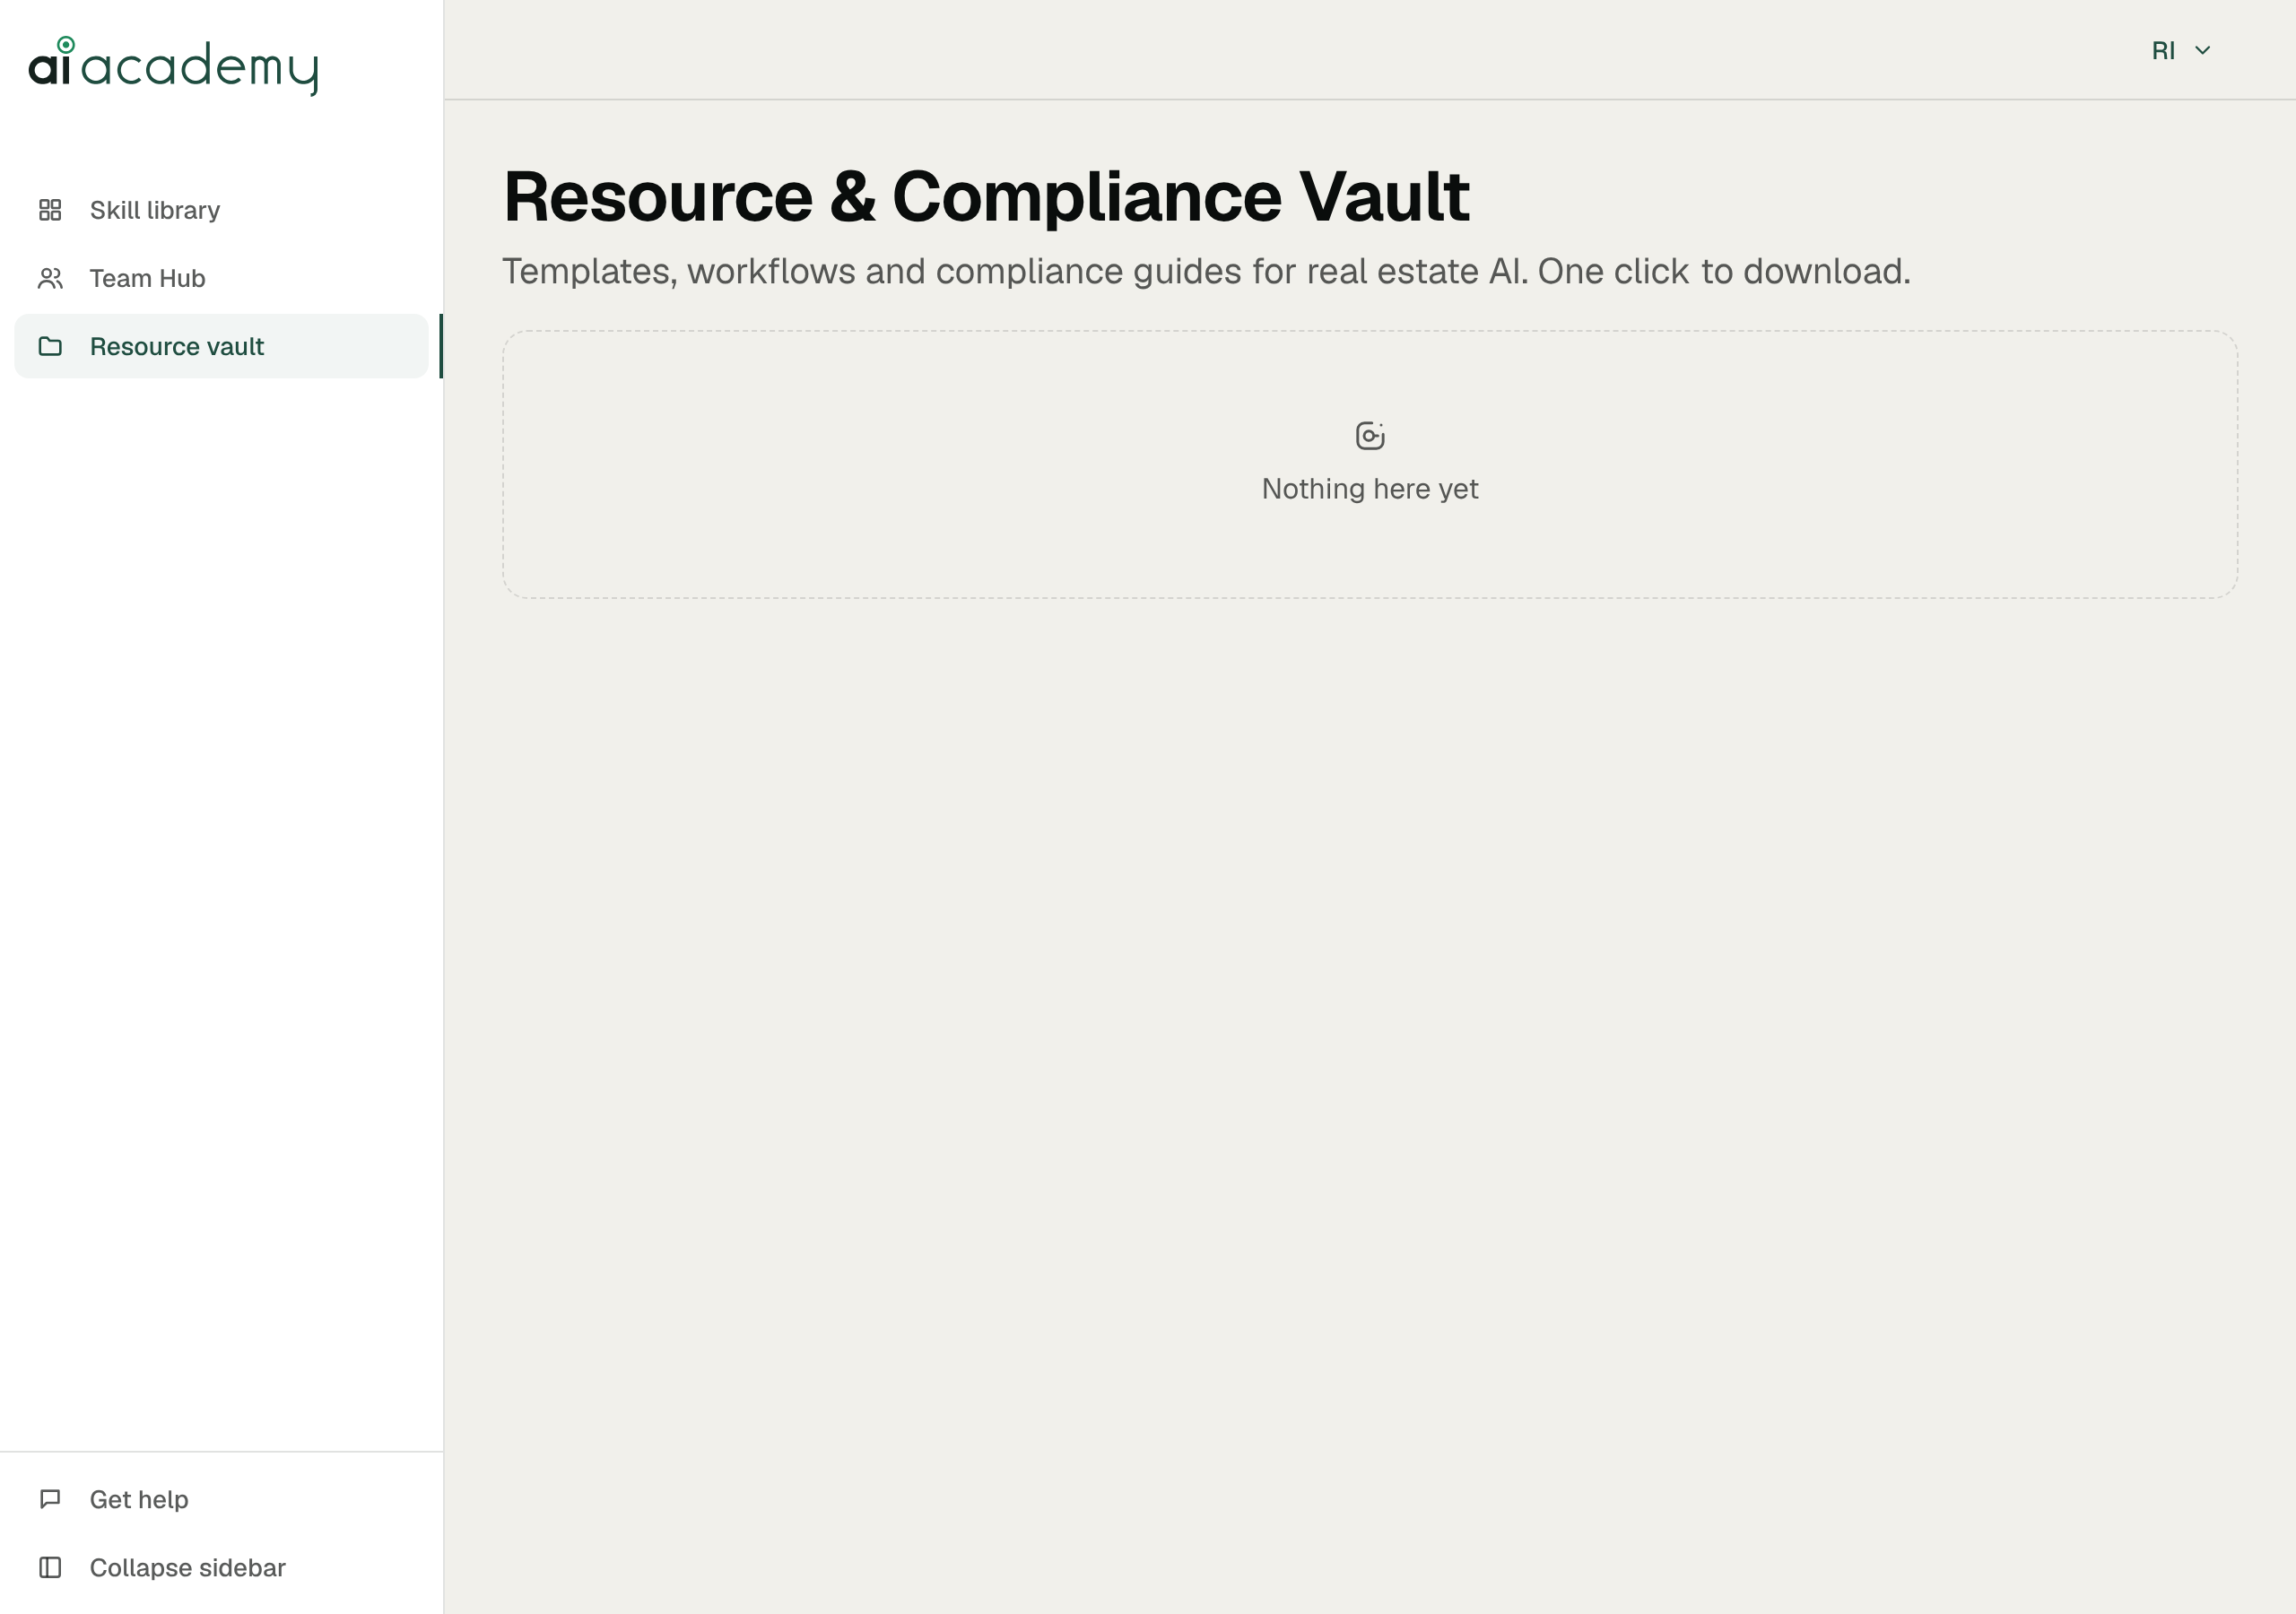 ai academy
Skill library
Team Hub
Resource vault
Get help
Collapse sidebar
RI
Resource & Compliance Vault
Templates, workflows and compliance guides for real estate AI. One click to download.
Nothing here yet